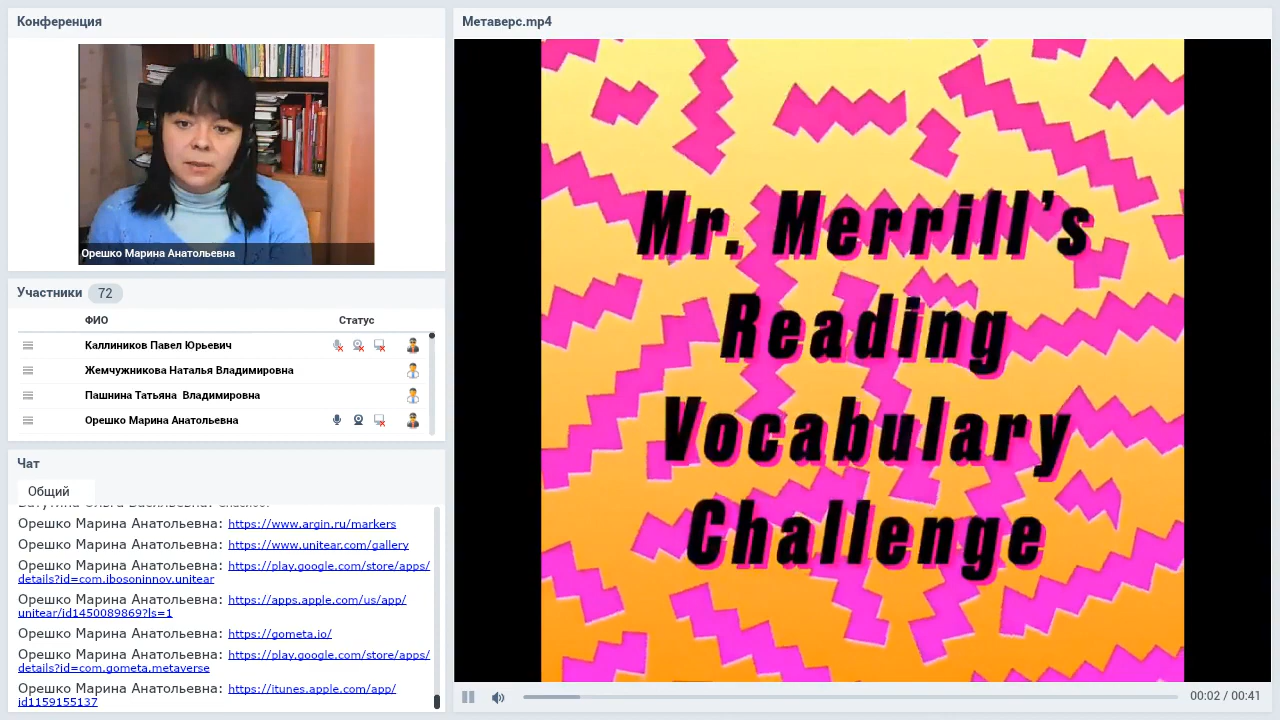 Конференция
Орешко Марина Анатольевна
Участники 72
ФИО Статус
Каллиников Павел Юрьевич
Жемчужникова Наталья Владимировна
Пашнина Татьяна Владимировна
Орешко Марина Анатольевна
Чат
Общий
Орешко Марина Анатольевна: https://www.argin.ru/markers
Орешко Марина Анатольевна: https://www.unitear.com/gallery
Орешко Марина Анатольевна: https://play.google.com/store/apps/
details?id=com.ibosoninnov.unitear
Орешко Марина Анатольевна: https://apps.apple.com/us/app/
unitear/id1450089869?ls=1
Орешко Марина Анатольевна: https://gometa.io/
Орешко Марина Анатольевна: https://play.google.com/store/apps/
details?id=com.gometa.metaverse
Орешко Марина Анатольевна: https://itunes.apple.com/app/
id1159155137
Метаверс.mp4
Mr. Merrill's
Reading
Vocabulary
Challenge
00:02 / 00:41